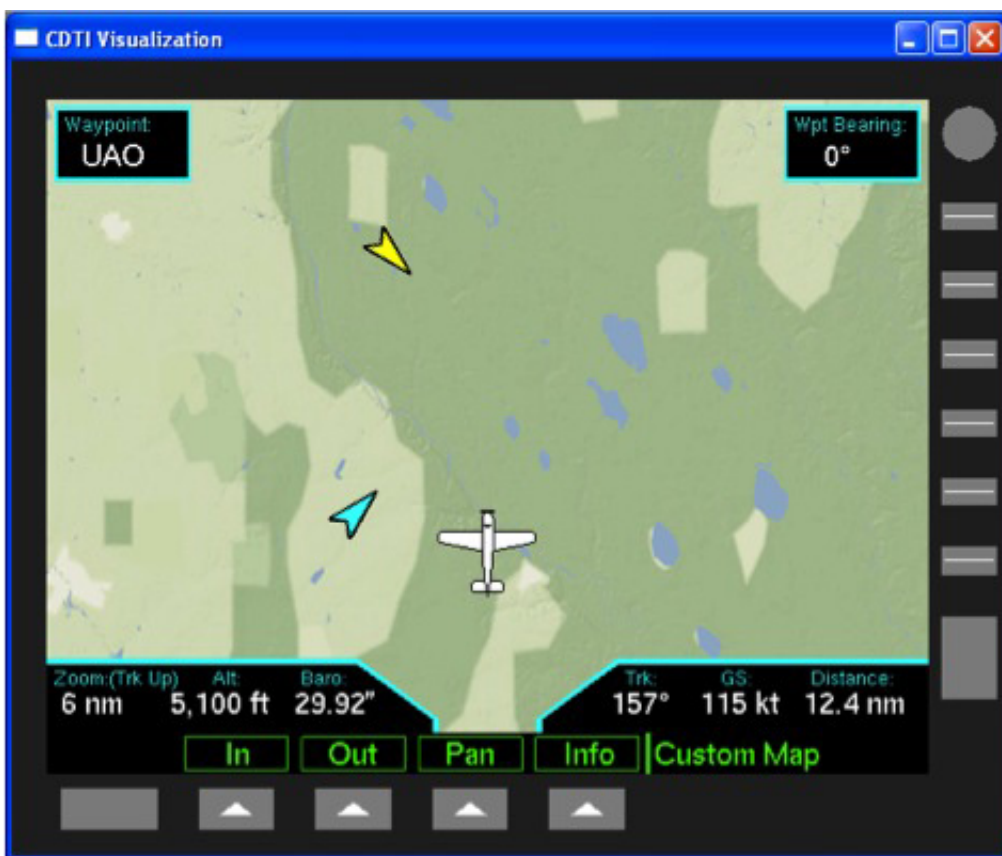 CDTI Visualization
Waypoint:
UAO
Wpt Bearing:
0°
Zoom:(Trk Up)
6 nm
Alt:
5,100 ft
Baro:
29.92"
Trk:
157°
GS:
115 kt
Distance:
12.4 nm
In
Out
Pan
Info
Custom Map